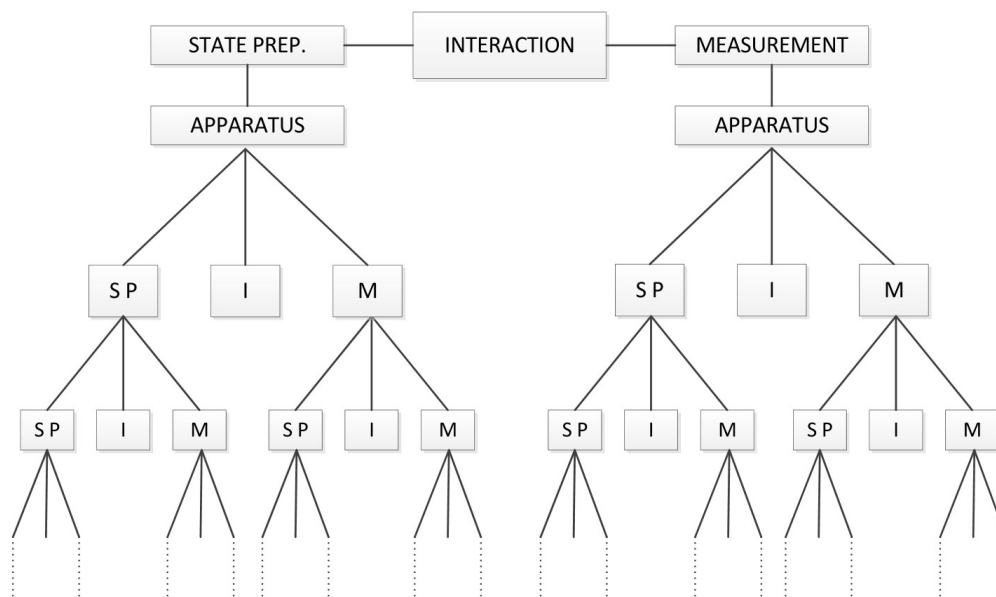 STATE PREP. INTERACTION MEASUREMENT
APPARATUS APPARATUS
S P I M S P I M
S P I M S P I M S P I M S P I M